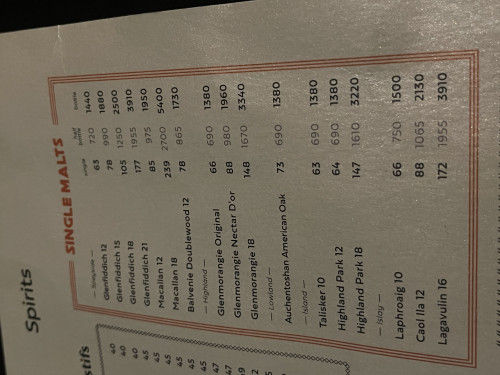 Spirits
SINGLE MALTS
single half bottle bottle
— Speyside —
Glenfiddich 12 63 720 1440
Glenfiddich 15 78 990 1880
Glenfiddich 18 105 1250 2500
Glenfiddich 21 177 1955 3910
Macallan 12 85 975 1950
Macallan 18 239 2700 5400
Balvenie Doublewood 12 78 865 1730
— Highland —
Glenmorangie Original 66 690 1380
Glenmorangie Nectar D'or 88 980 1960
Glenmorangie 18 148 1670 3340
— Lowland —
Auchentoshan American Oak 73 690 1380
— Island —
Talisker 10 63 690 1380
Highland Park 12 64 690 1380
Highland Park 18 147 1610 3220
— Islay —
Laphroaig 10 66 750 1500
Caol Ila 12 88 1065 2130
Lagavulin 16 172 1955 3910
stifs
40
40
40
45
45
45
45
45
47
47